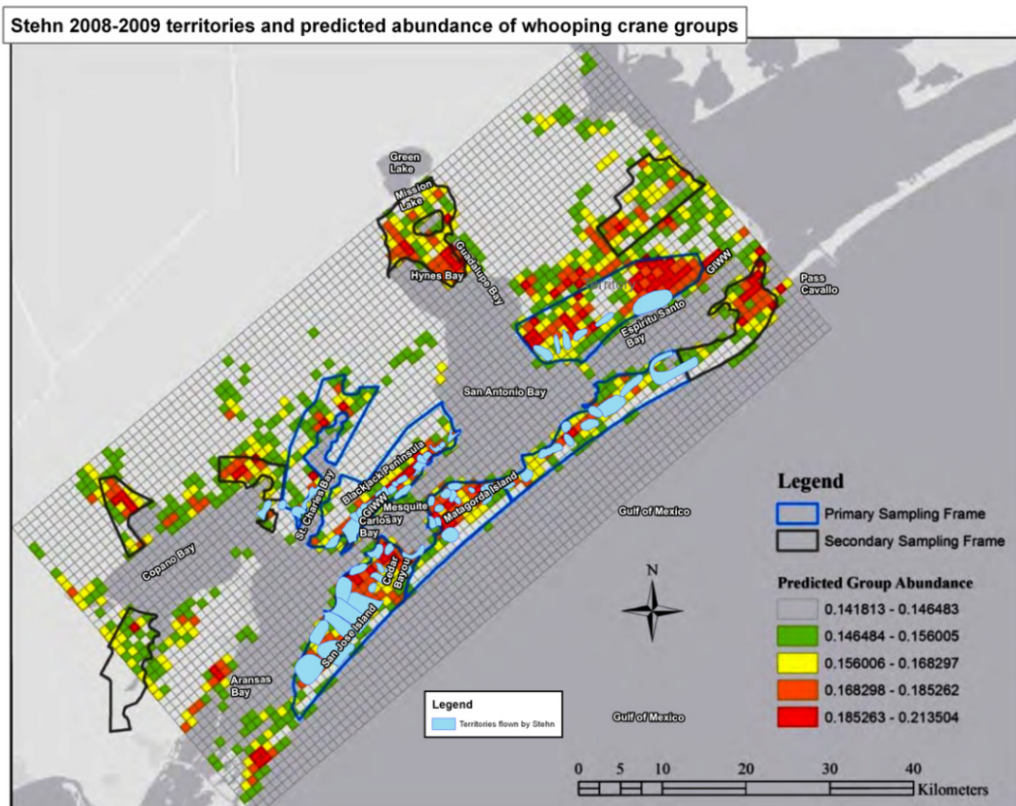 Stehn 2008-2009 territories and predicted abundance of whooping crane groups
Green
Lake
Mission
Lake
Guadalupe Bay
Hynes Bay
GIWW
Pass
Cavallo
Espiritu Santo
Bay
San Antonio Bay
Blackjack Peninsula
St. Charles Bay
GIWW
Mesquite
Carlos
Bay
ay
Matagorda Island
Gulf of Mexico
Copano Bay
Cedar
Bayou
San Jose Island
Aransas
Bay
Gulf of Mexico
N
Legend
Primary Sampling Frame
Secondary Sampling Frame
Predicted Group Abundance
0.141813 - 0.146483
0.146484 - 0.156005
0.156006 - 0.168297
0.168298 - 0.185262
0.185263 - 0.213504
Legend
Territories flown by Stehn
0 5 10 20 30 40
Kilometers